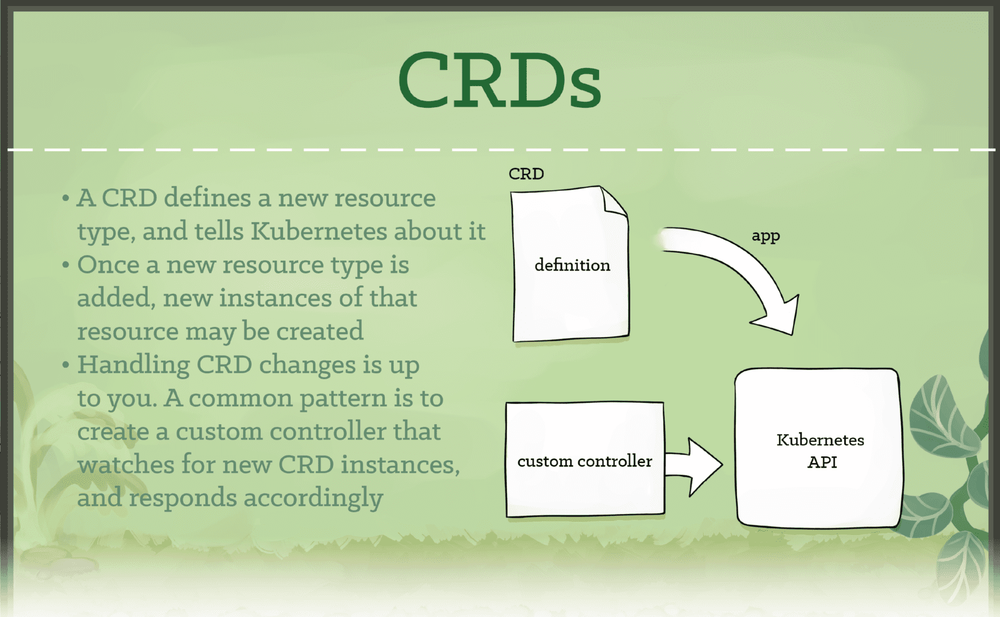 CRDs
• A CRD defines a new resource
type, and tells Kubernetes about it
• Once a new resource type is
added, new instances of that
resource may be created
• Handling CRD changes is up
to you. A common pattern is to
create a custom controller that
watches for new CRD instances,
and responds accordingly
CRD
definition
app
custom controller
Kubernetes
API